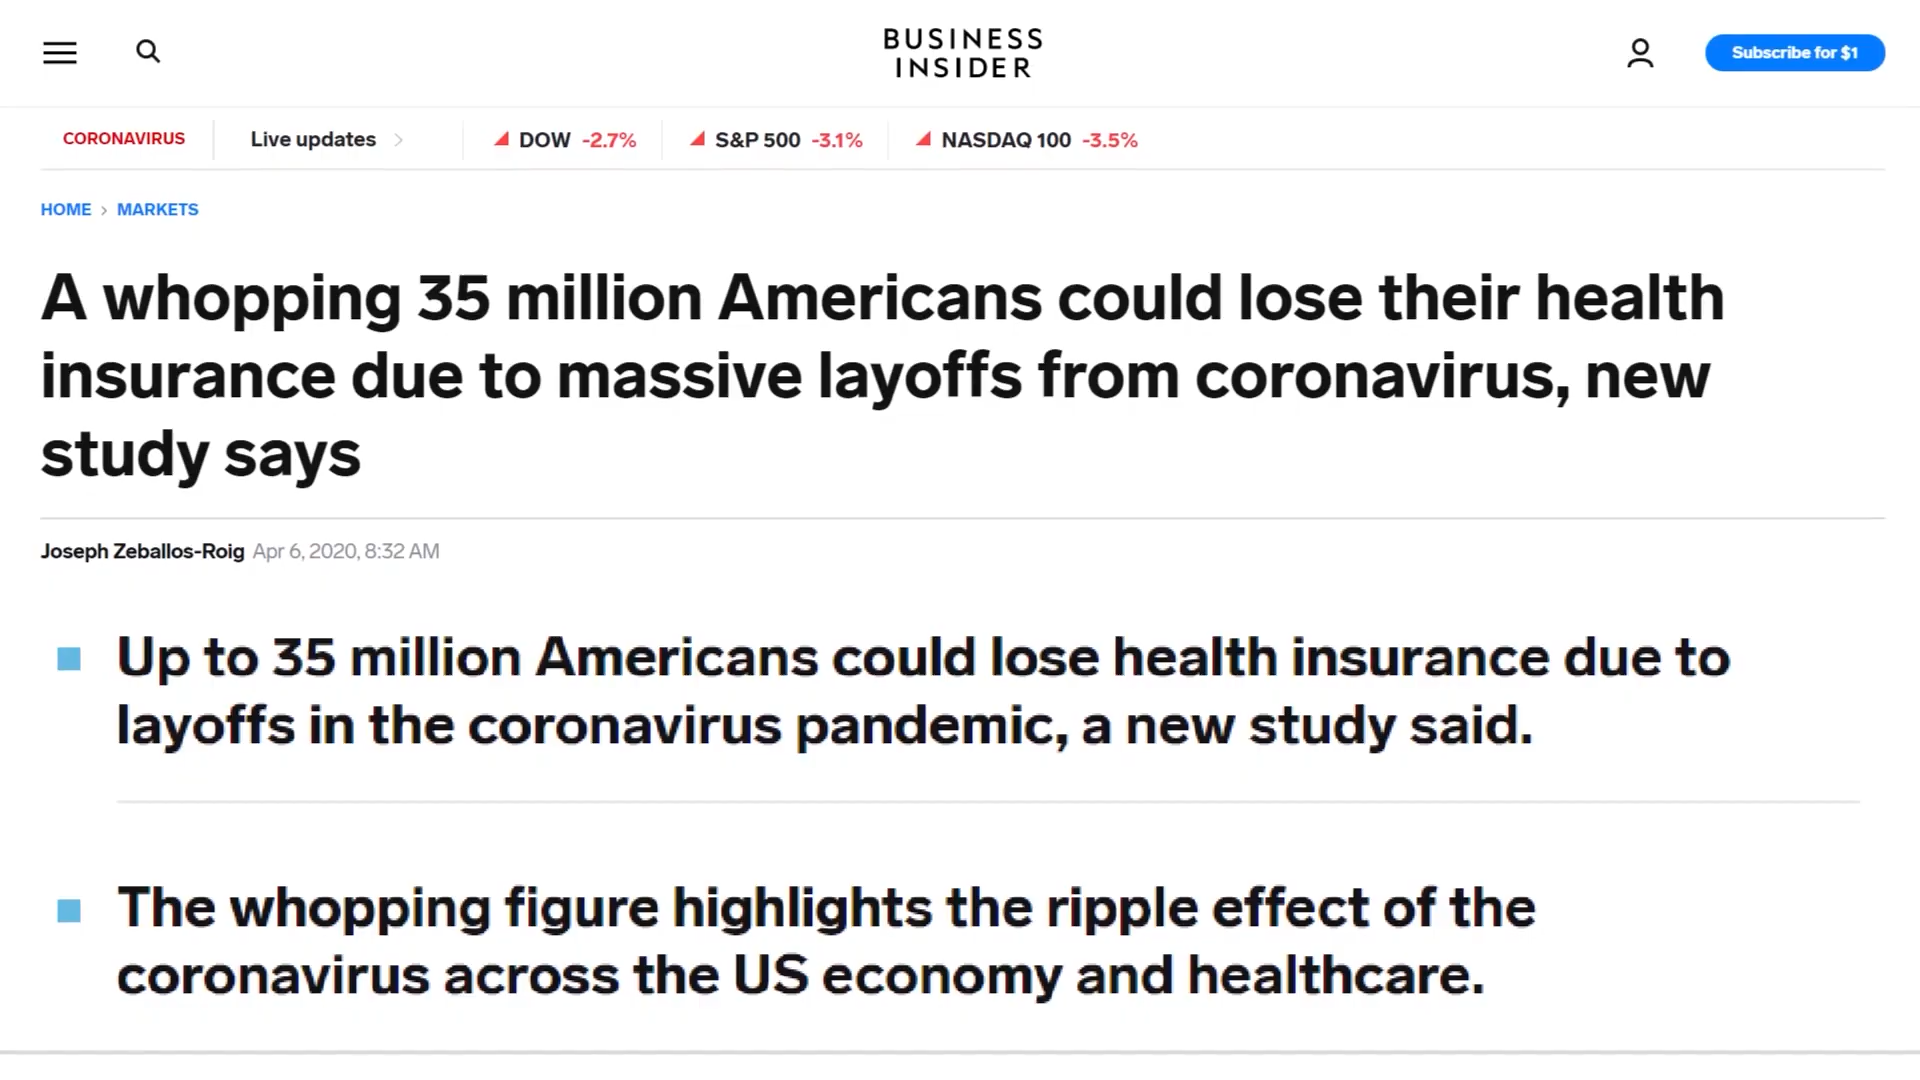 BUSINESS
INSIDER
Subscribe for $1
CORONAVIRUS Live updates DOW -2.7% S&P 500 -3.1% NASDAQ 100 -3.5%
HOME > MARKETS
A whopping 35 million Americans could lose their health
insurance due to massive layoffs from coronavirus, new
study says
Joseph Zeballos-Roig Apr 6, 2020, 8:32 AM
Up to 35 million Americans could lose health insurance due to
layoffs in the coronavirus pandemic, a new study said.
The whopping figure highlights the ripple effect of the
coronavirus across the US economy and healthcare.